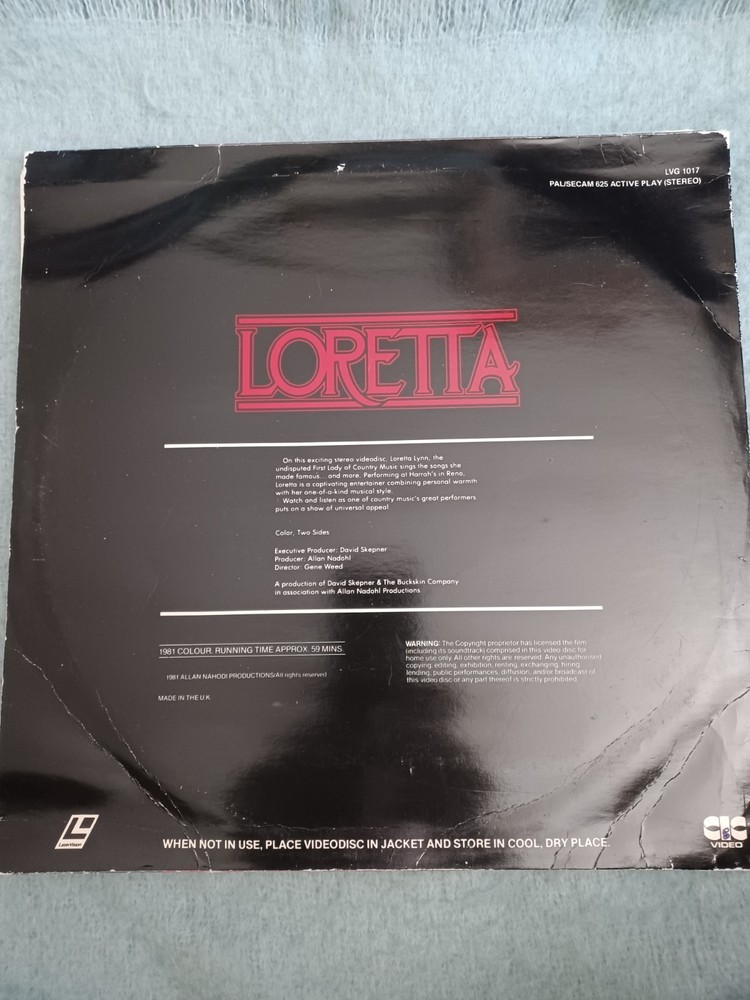 LVG 1017
PAL/SECAM 625 ACTIVE PLAY (STEREO)
LORETTA
On this exciting stereo videodisc, Loretta Lynn, the
undisputed First Lady of Country Music sings the songs she
made famous... and more. Performing at Harrah's in Reno,
Loretta is a captivating entertainer combining personal warmth
with her one-of-a-kind musical style.
Watch and listen as one of country music's great performers
puts on a show of universal appeal
Color, Two Sides
Executive Producer: David Skepner
Producer: Allan Nadohl
Director: Gene Weed
A production of David Skepner & The Buckskin Company
in association with Allan Nadohl Productions
1981 COLOUR. RUNNING TIME APPROX. 59 MINS.
1981 ALLAN NAHODI PRODUCTIONS/All rights reserved
MADE IN THE U.K.
WARNING: The Copyright proprietor has licensed the film
(including its soundtrack) comprised in this video disc for
home use only. All other rights are reserved. Any unauthorised
copying, editing, exhibition, renting, exchanging, hiring,
lending, public performances, diffusion, and/or broadcast of
this video disc or any part thereof is strictly prohibited.
LaserVision
WHEN NOT IN USE, PLACE VIDEODISC IN JACKET AND STORE IN COOL, DRY PLACE.
CIC
VIDEO